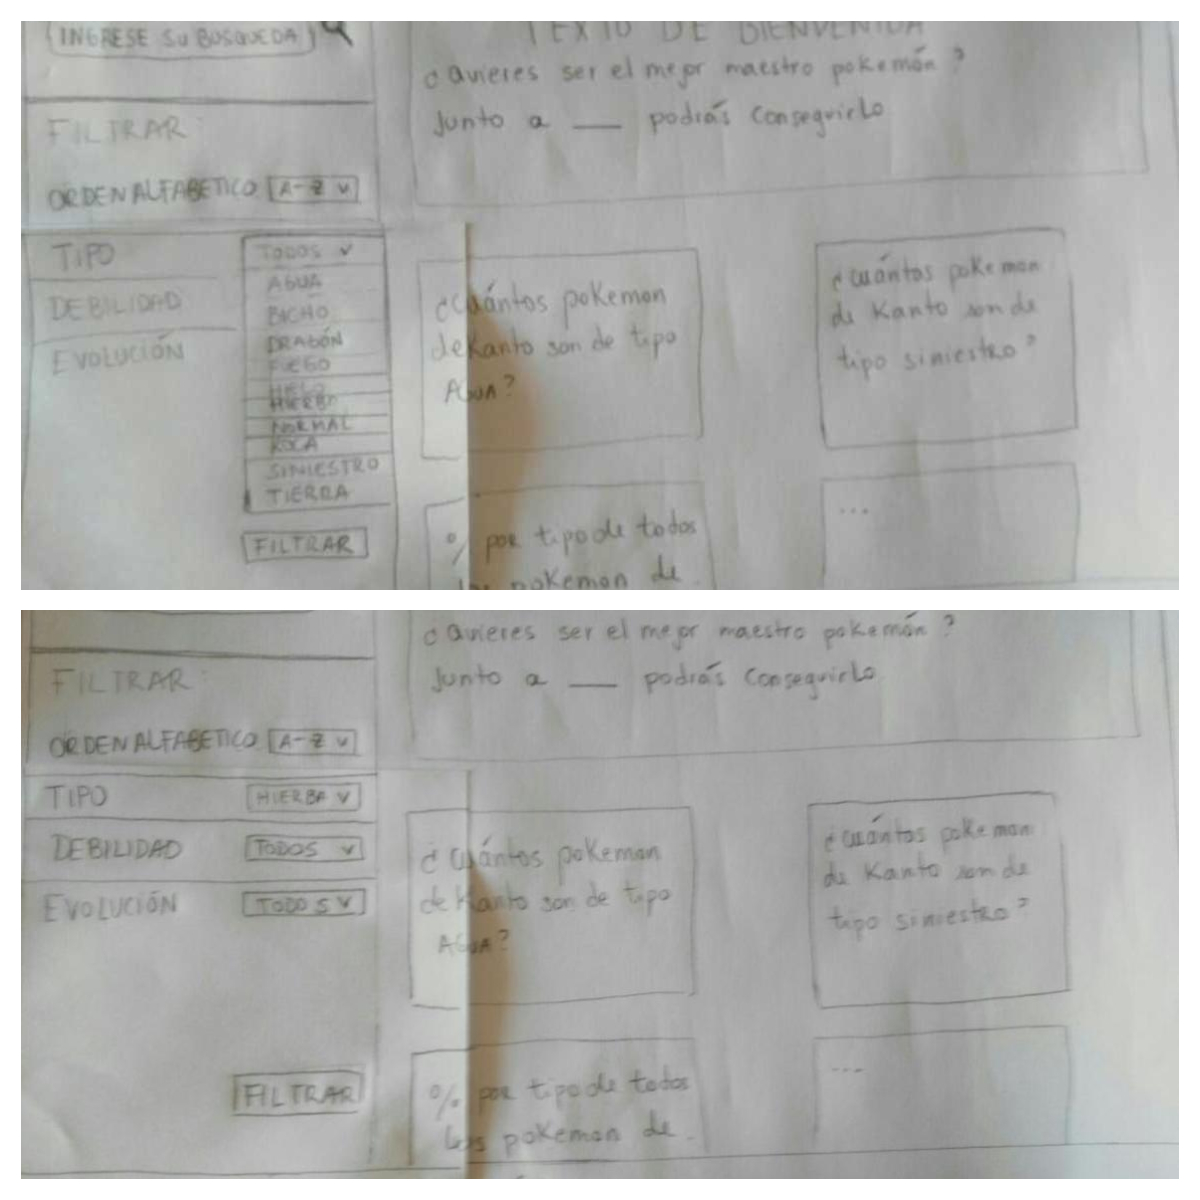 INGRESE SU BUSQUEDA
TEXTO DE BIENVENIDA
¿Quieres ser el mejor maestro pokemón?
Junto a ___ podrás conseguirlo
FILTRAR:
ORDEN ALFABETICO A-Z V
TIPO
DEBILIDAD
EVOLUCIÓN
TODOS V
AGUA
BICHO
DRAGÓN
FUEGO
HIELO
HIERBA
NORMAL
ROCA
SINIESTRO
TIERRA
FILTRAR
¿Cuántos pokemon
de Kanto son de tipo
AGUA?
¿Cuántos pokemon
de Kanto son de
tipo siniestro?
% por tipo de todos
los pokemon de
...
¿Quieres ser el mejor maestro pokemón?
Junto a ___ podrás conseguirlo
FILTRAR:
ORDEN ALFABETICO A-Z V
TIPO HIERBA V
DEBILIDAD TODOS V
EVOLUCIÓN TODOS V
FILTRAR
¿Cuántos pokemon
de Kanto son de tipo
AGUA?
¿Cuántos pokemon
de Kanto son de
tipo siniestro?
% por tipo de todos
los pokemon de
...